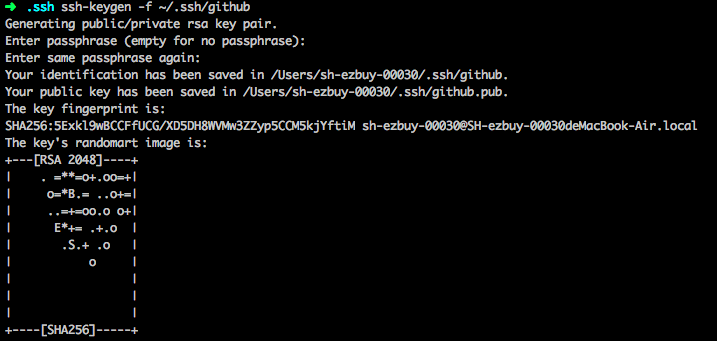 ➜ .ssh ssh-keygen -f ~/.ssh/github
Generating public/private rsa key pair.
Enter passphrase (empty for no passphrase):
Enter same passphrase again:
Your identification has been saved in /Users/sh-ezbuy-00030/.ssh/github.
Your public key has been saved in /Users/sh-ezbuy-00030/.ssh/github.pub.
The key fingerprint is:
SHA256:5Exkl9wBCCFfUCG/XD5DH8WVMw3ZZyp5CCM5kjYftiM sh-ezbuy-00030@SH-ezbuy-00030deMacBook-Air.local
The key's randomart image is:
+---[RSA 2048]----+
|    . =**=o+.oo=+|
|     o=*B.= ..o+=|
|     ..=+=oo.o o+|
|      E*+= .+.o  |
|       .S.+ .o   |
|           o     |
|                 |
|                 |
|                 |
+----[SHA256]-----+